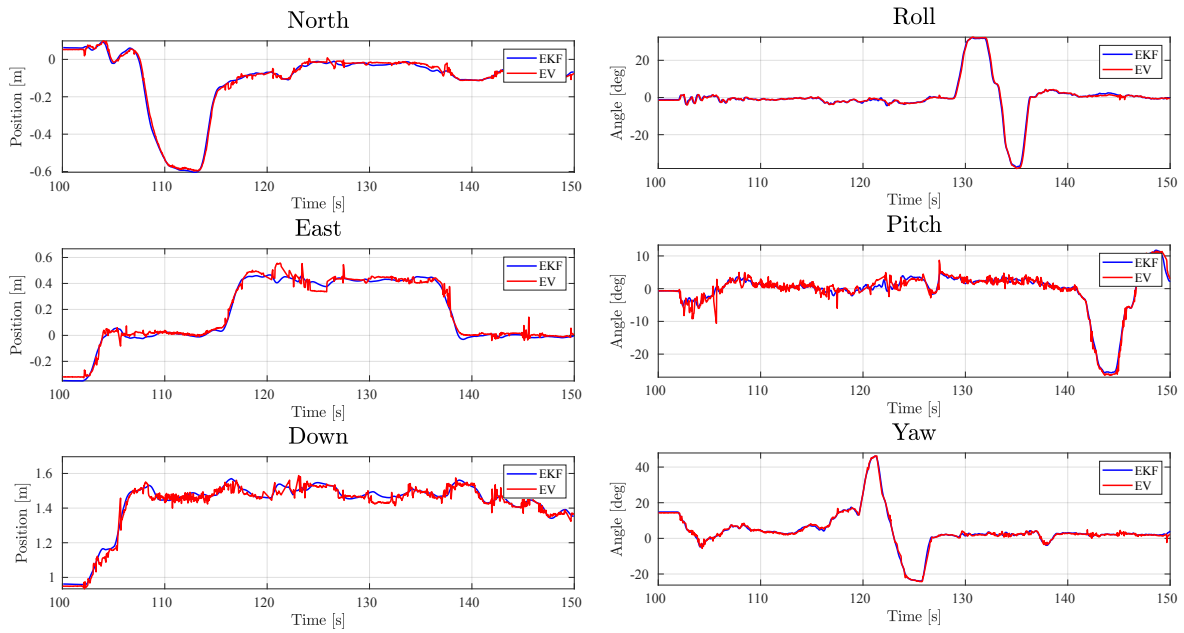 North
Position [m]
0
-0.2
-0.4
-0.6
EKF
EV
100 110 120 130 140 150
Time [s]
Roll
Angle [deg]
20
0
-20
EKF
EV
100 110 120 130 140 150
Time [s]
East
Position [m]
0.6
0.4
0.2
0
-0.2
EKF
EV
100 110 120 130 140 150
Time [s]
Pitch
Angle [deg]
10
0
-10
-20
EKF
EV
100 110 120 130 140 150
Time [s]
Down
Position [m]
1.6
1.4
1.2
1
EKF
EV
100 110 120 130 140 150
Time [s]
Yaw
Angle [deg]
40
20
0
-20
EKF
EV
100 110 120 130 140 150
Time [s]